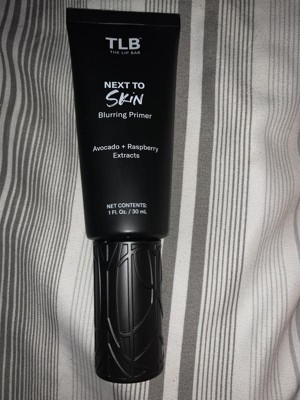 TLB
THE LIP BAR
NEXT TO
SKIN
Blurring Primer
Avocado + Raspberry
Extracts
NET CONTENTS:
1 Fl. Oz. / 30 mL